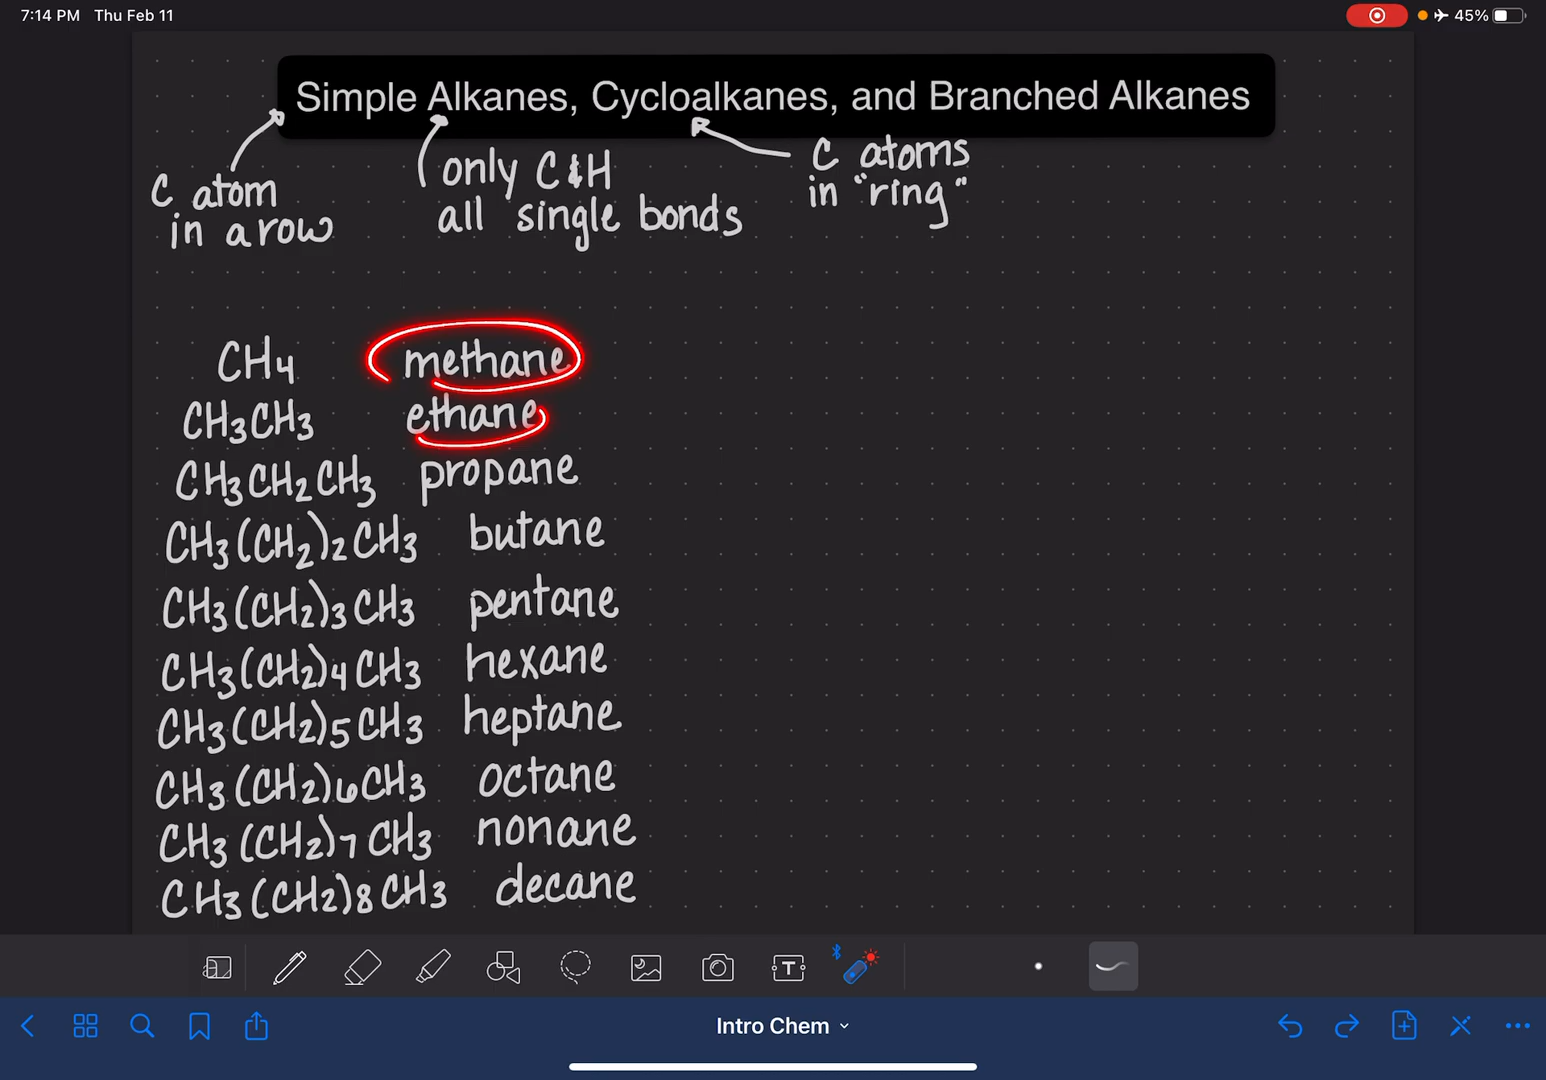 7:14 PM Thu Feb 11
45%
Simple Alkanes, Cycloalkanes, and Branched Alkanes
C atom
in a row
only C & H
all single bonds
C atoms
in "ring"
CH4 methane
CH3CH3 ethane
CH3CH2CH3 propane
CH3(CH2)2CH3 butane
CH3(CH2)3CH3 pentane
CH3(CH2)4CH3 hexane
CH3(CH2)5CH3 heptane
CH3(CH2)6CH3 octane
CH3(CH2)7CH3 nonane
CH3(CH2)8CH3 decane
T
Intro Chem